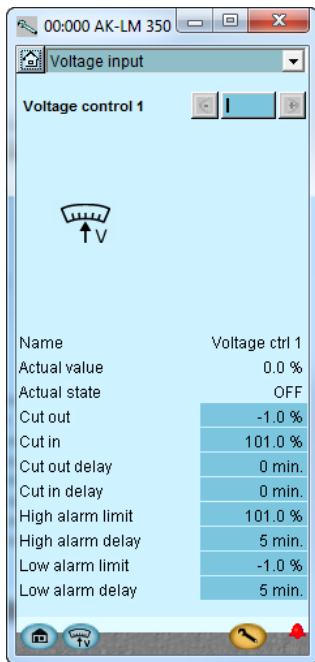 00:000 AK-LM 350
Voltage input
Voltage control 1
V
Name Voltage ctrl 1
Actual value 0.0 %
Actual state OFF
Cut out -1.0 %
Cut in 101.0 %
Cut out delay 0 min.
Cut in delay 0 min.
High alarm limit 101.0 %
High alarm delay 5 min.
Low alarm limit -1.0 %
Low alarm delay 5 min.
V